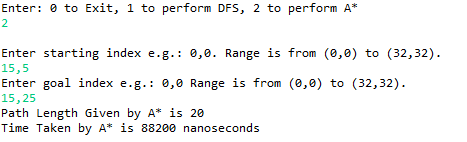 Enter: 0 to Exit, 1 to perform DFS, 2 to perform A*
2
Enter starting index e.g.: 0,0. Range is from (0,0) to (32,32).
15,5
Enter goal index e.g.: 0,0 Range is from (0,0) to (32,32).
15,25
Path Length Given by A* is 20
Time Taken by A* is 88200 nanoseconds